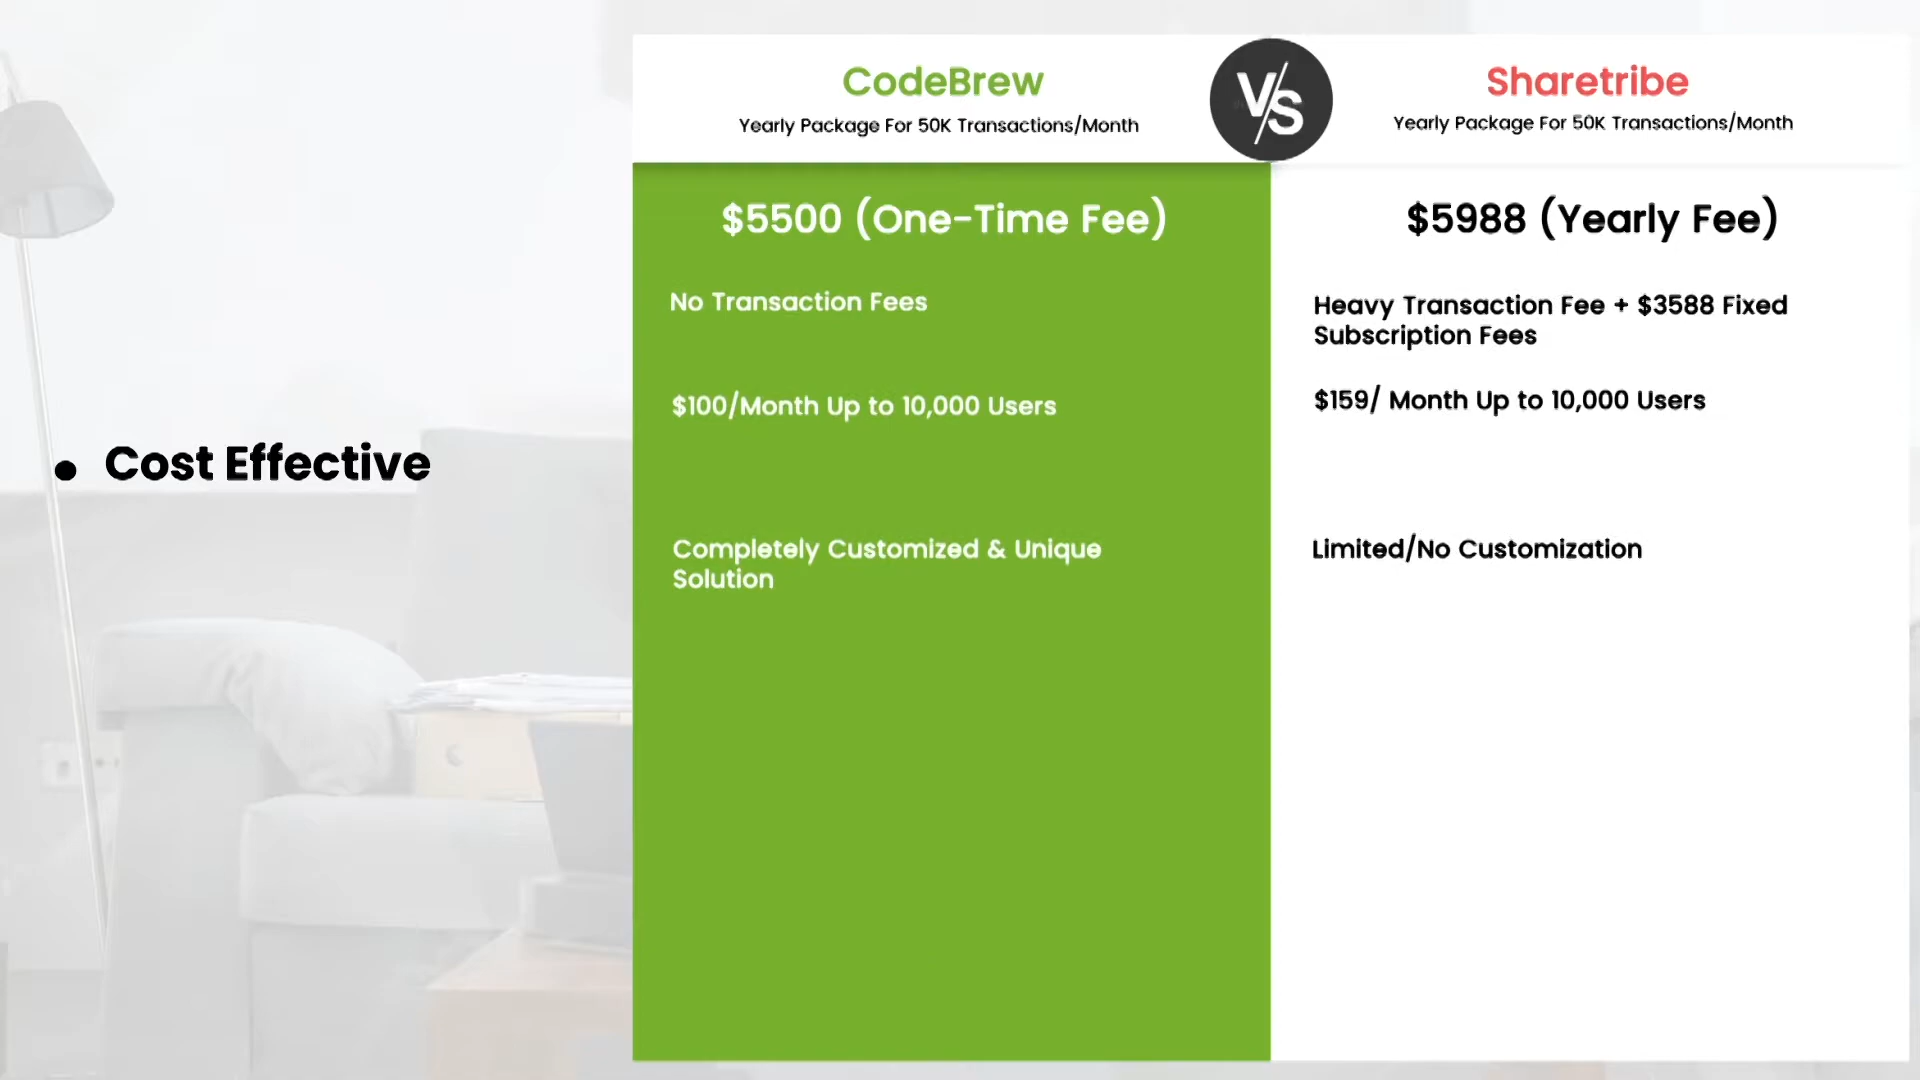 • Cost Effective
CodeBrew
Yearly Package For 50K Transactions/Month
VS
Sharetribe
Yearly Package For 50K Transactions/Month
$5500 (One-Time Fee)
$5988 (Yearly Fee)
No Transaction Fees
Heavy Transaction Fee + $3588 Fixed
Subscription Fees
$100/Month Up to 10,000 Users
$159/ Month Up to 10,000 Users
Completely Customized & Unique
Solution
Limited/No Customization